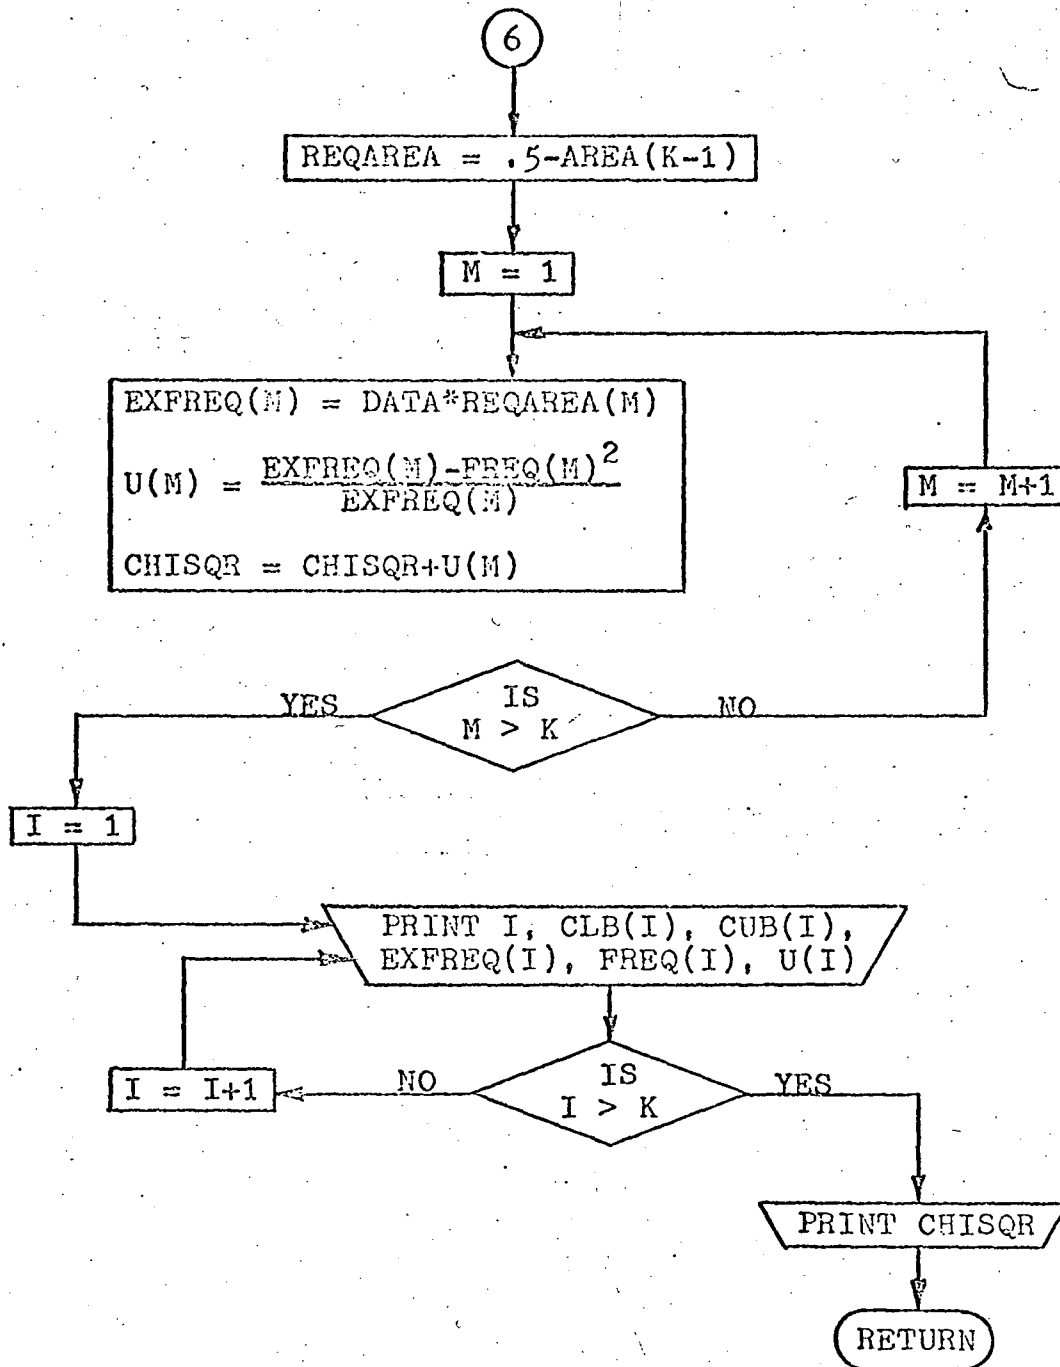 6
REQAREA = .5-AREA(K-1)
M = 1
EXFREQ(M) = DATA*REQAREA(M)
U(M) = EXFREQ(M)-FREQ(M)²
EXFREQ(M)
M = M+1
CHISQR = CHISQR+U(M)
YES
IS
M > K
NO
I = 1
PRINT I, CLB(I), CUB(I),
EXFREQ(I), FREQ(I), U(I)
I = I+1
NO
IS
I > K
YES
PRINT CHISQR
RETURN